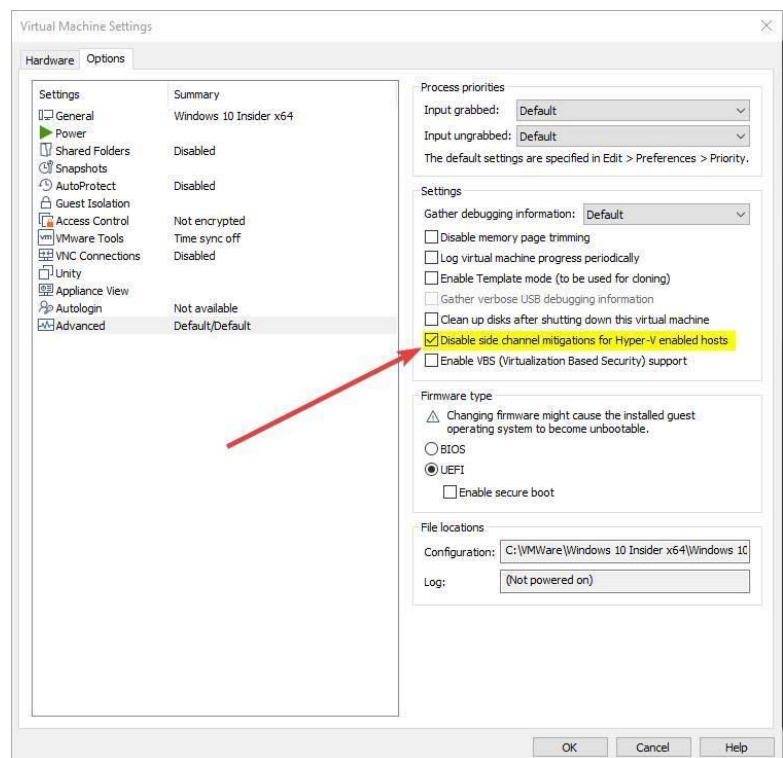 Virtual Machine Settings
Hardware Options
Settings Summary
General Windows 10 Insider x64
Power
Shared Folders Disabled
Snapshots
AutoProtect Disabled
Guest Isolation
Access Control Not encrypted
vm VMware Tools Time sync off
VNC Connections Disabled
Unity
Appliance View
Autologin Not available
Advanced Default/Default
Process priorities
Input grabbed: Default
Input ungrabbed: Default
The default settings are specified in Edit > Preferences > Priority.
Settings
Gather debugging information: Default
Disable memory page trimming
Log virtual machine progress periodically
Enable Template mode (to be used for cloning)
Gather verbose USB debugging information
Clean up disks after shutting down this virtual machine
Disable side channel mitigations for Hyper-V enabled hosts
Enable VBS (Virtualization Based Security) support
Firmware type
Changing firmware might cause the installed guest
operating system to become unbootable.
BIOS
UEFI
Enable secure boot
File locations
Configuration: C:\VMWare\Windows 10 Insider x64\Windows 10
Log: (Not powered on)
OK Cancel Help